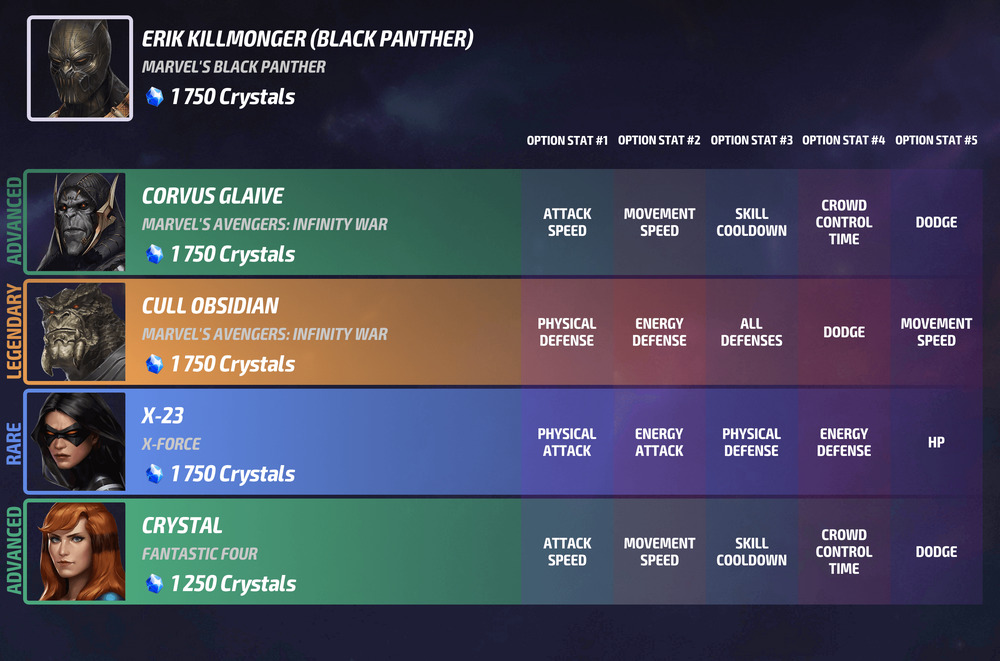 ERIK KILLMONGER (BLACK PANTHER)
MARVEL'S BLACK PANTHER
1 750 Crystals
OPTION STAT #1 OPTION STAT #2 OPTION STAT #3 OPTION STAT #4 OPTION STAT #5
ADVANCED
CORVUS GLAIVE
MARVEL'S AVENGERS: INFINITY WAR
1 750 Crystals
ATTACK
SPEED
MOVEMENT
SPEED
SKILL
COOLDOWN
CROWD
CONTROL
TIME
DODGE
LEGENDARY
CULL OBSIDIAN
MARVEL'S AVENGERS: INFINITY WAR
1 750 Crystals
PHYSICAL
DEFENSE
ENERGY
DEFENSE
ALL
DEFENSES
DODGE
MOVEMENT
SPEED
RARE
X-23
X-FORCE
1 750 Crystals
PHYSICAL
ATTACK
ENERGY
ATTACK
PHYSICAL
DEFENSE
ENERGY
DEFENSE
HP
ADVANCED
CRYSTAL
FANTASTIC FOUR
1 250 Crystals
ATTACK
SPEED
MOVEMENT
SPEED
SKILL
COOLDOWN
CROWD
CONTROL
TIME
DODGE